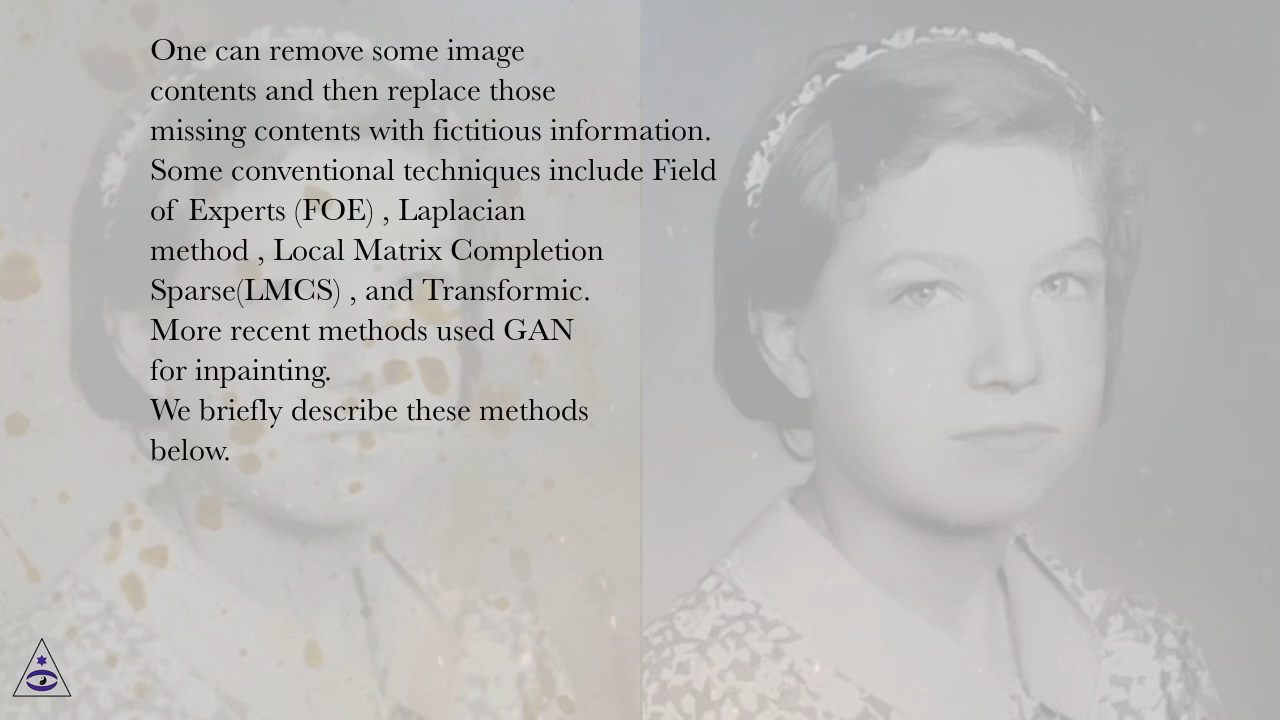 One can remove some image
contents and then replace those
missing contents with fictitious information.
Some conventional techniques include Field
of Experts (FOE) , Laplacian
method , Local Matrix Completion
Sparse(LMCS) , and Transformic.
More recent methods used GAN
for inpainting.
We briefly describe these methods
below.